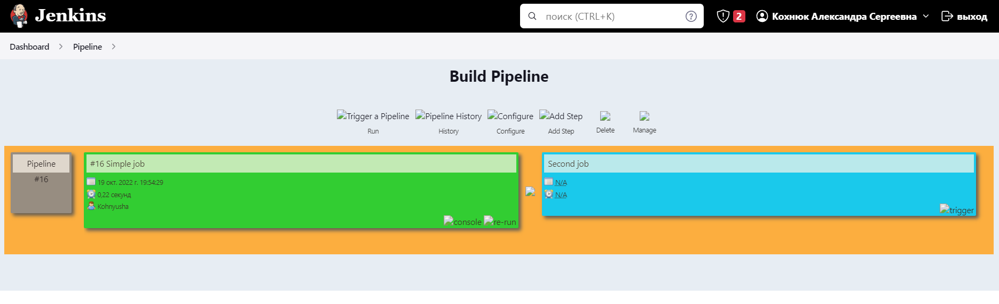 Jenkins
поиск (CTRL+K)
2
Кохнюк Александра Сергеевна
выход
Dashboard
Pipeline
Build Pipeline
Trigger a Pipeline Pipeline History Configure Add Step
Run History Configure Add Step Delete Manage
Pipeline
#16
#16 Simple job
19 окт. 2022 г. 19:54:29
0,22 секунд
Kohnyusha
console re-run
Second job
N/A
N/A
trigger